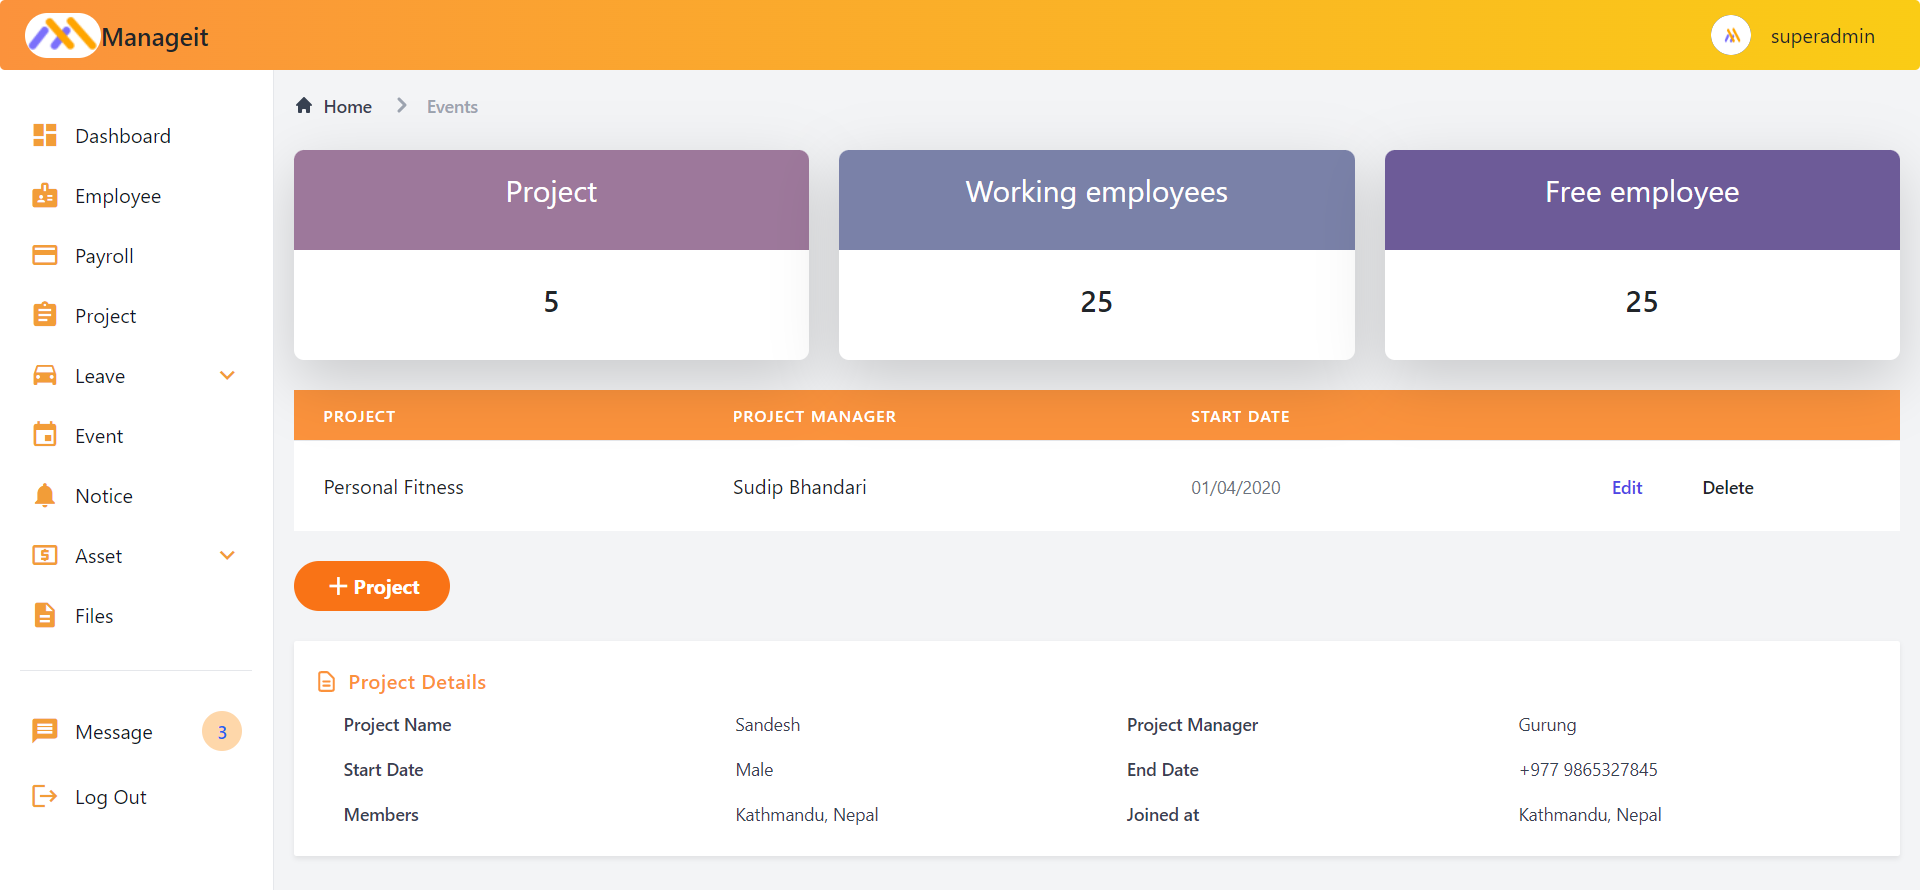 Manageit
superadmin
Home
Events
Dashboard
Employee
Payroll
Project
Leave
Event
Notice
Asset
Files
Message 3
Log Out
Project
5
Working employees
25
Free employee
25
PROJECT PROJECT MANAGER START DATE
Personal Fitness Sudip Bhandari 01/04/2020 Edit Delete
+ Project
Project Details
Project Name Sandesh Project Manager Gurung
Start Date Male End Date +977 9865327845
Members Kathmandu, Nepal Joined at Kathmandu, Nepal